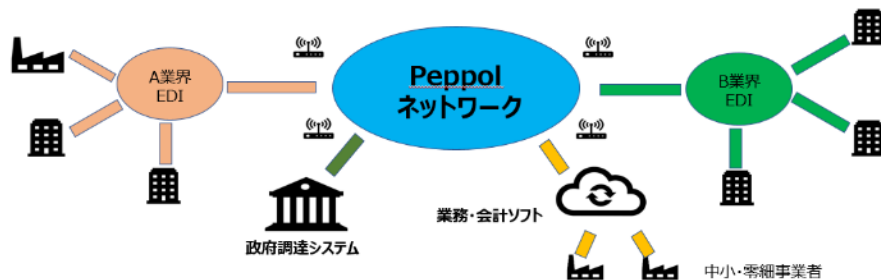 A業界
EDI
Peppol
ネットワーク
B業界
EDI
政府調達システム
業務・会計ソフト
中小・零細事業者